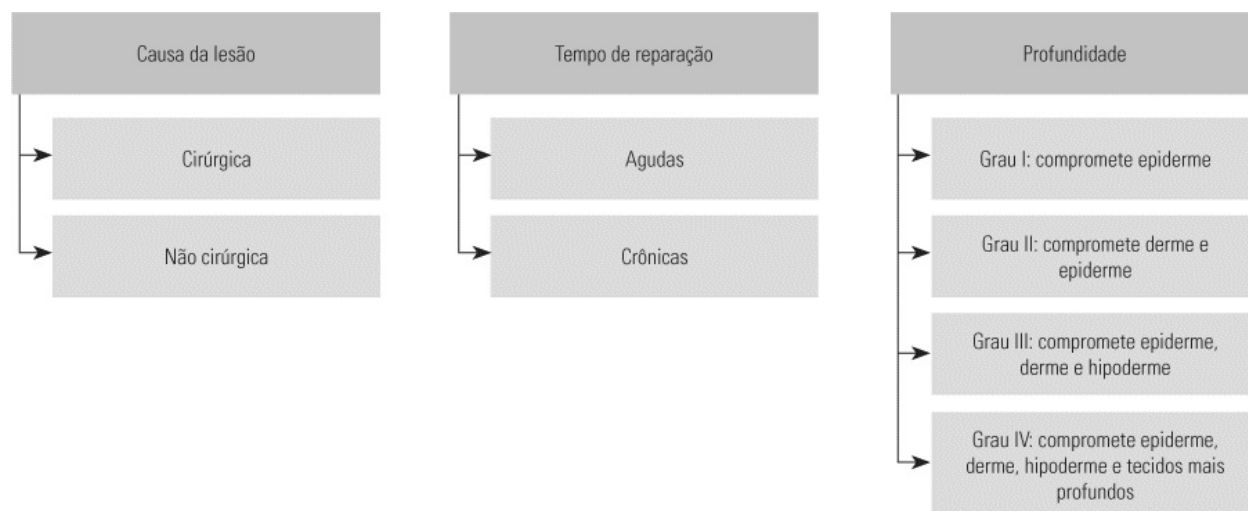 Causa da lesão
Cirúrgica
Não cirúrgica
Tempo de reparação
Agudas
Crônicas
Profundidade
Grau I: compromete epiderme
Grau II: compromete derme e
epiderme
Grau III: compromete epiderme,
derme e hipoderme
Grau IV: compromete epiderme,
derme, hipoderme e tecidos mais
profundos